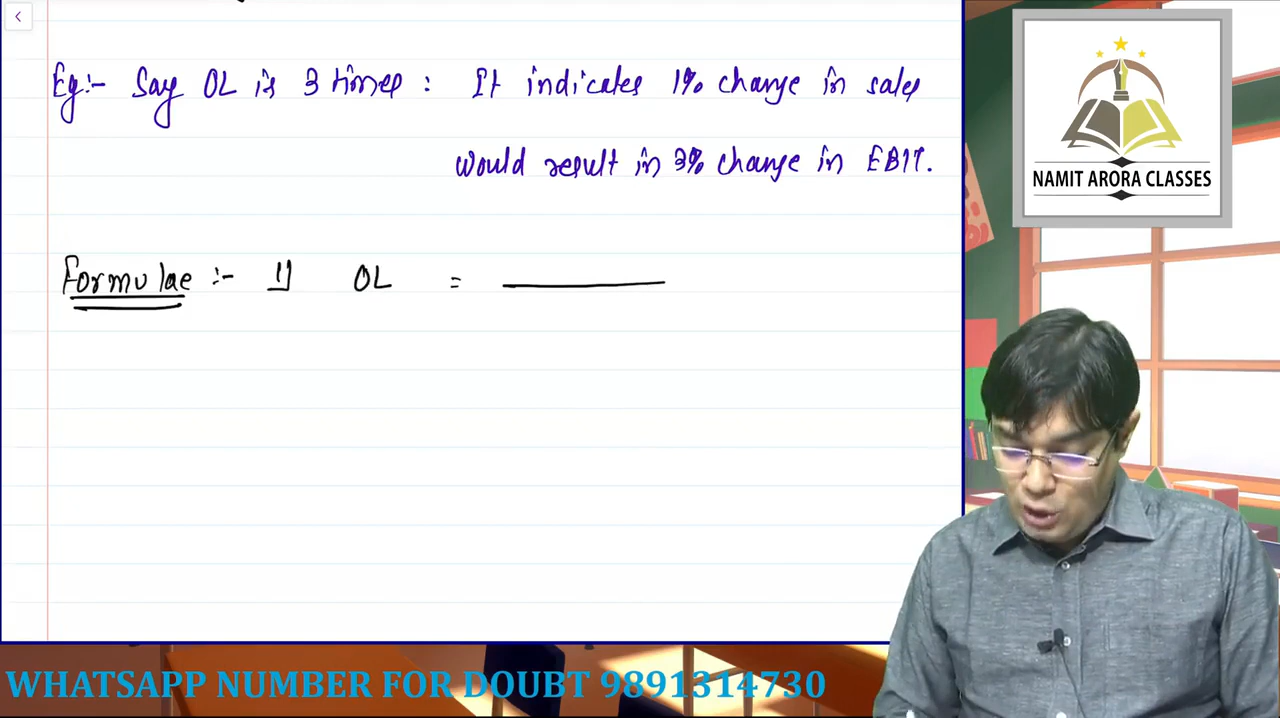 Eg:- Say OL is 3 times : It indicates 1% change in sales
would result in 3% change in EBIT.
Formulae :- 1) OL =
NAMIT ARORA CLASSES
WHATSAPP NUMBER FOR DOUBT 9891314730